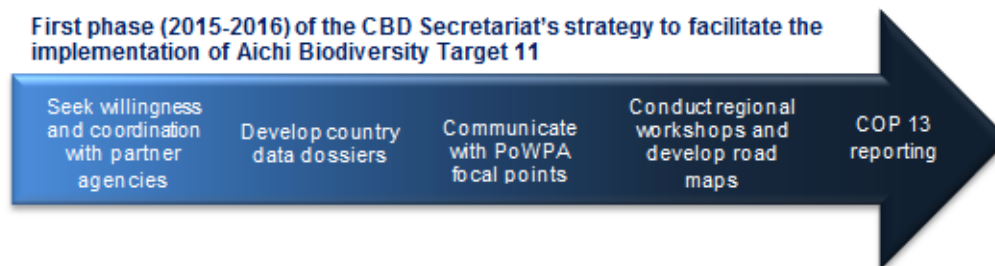 First phase (2015-2016) of the CBD Secretariat's strategy to facilitate the
implementation of Aichi Biodiversity Target 11
Seek willingness
and coordination
with partner
agencies
Develop country
data dossiers
Communicate
with PoWPA
focal points
Conduct regional
workshops and
develop road
maps
COP 13
reporting